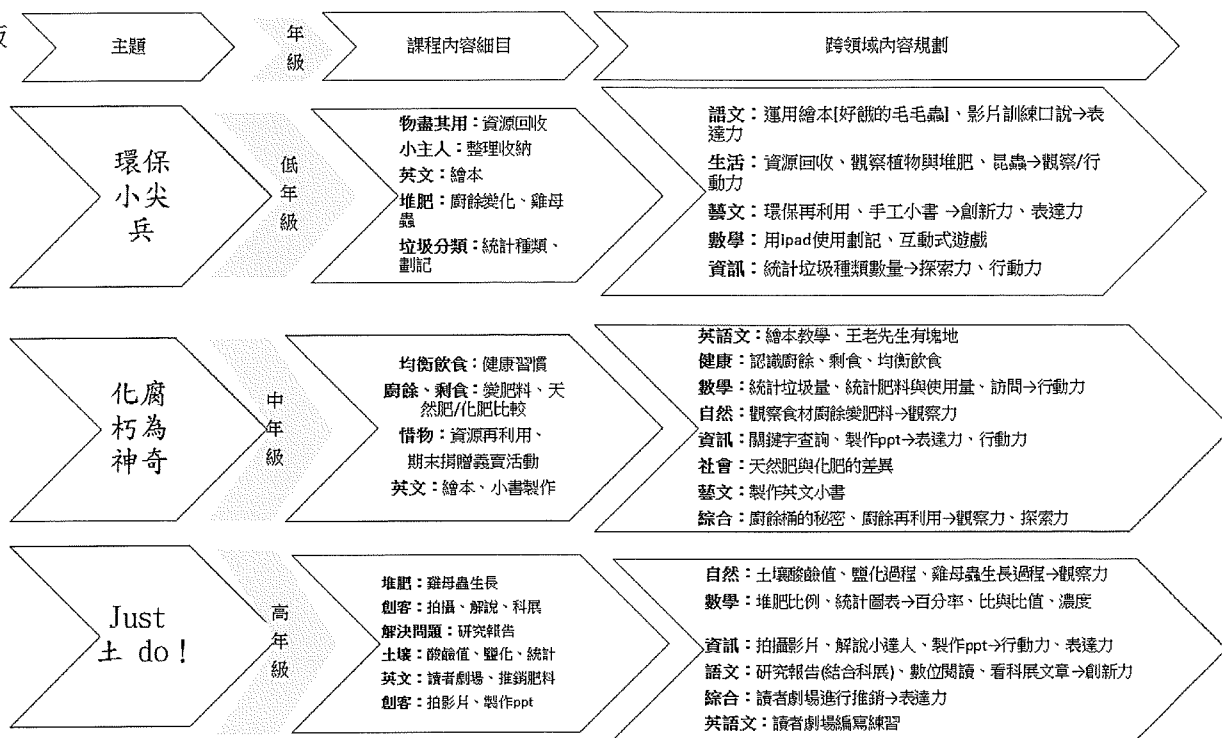 版
主題
年
級
課程內容細目
跨領域內容規劃
環保
小尖
兵
低
年
級
物盡其用：資源回收
小主人：整理收納
英文：繪本
堆肥：廚餘變化、雞母
蟲
垃圾分類：統計種類、
劃記
語文：運用繪本[好餓的毛毛蟲]、影片訓練口說→表
達力
生活：資源回收、觀察植物與堆肥、昆蟲→觀察/行
動力
藝文：環保再利用、手工小書 →創新力、表達力
數學：用ipad使用劃記、互動式遊戲
資訊：統計垃圾種類數量→探索力、行動力
化腐
朽為
神奇
中
年
級
均衡飲食：健康習慣
廚餘、剩食：變肥料、天
然肥/化肥比較
惜物：資源再利用、
期末捐贈義賣活動
英文：繪本、小書製作
英語文：繪本教學、王老先生有塊地
健康：認識廚餘、剩食、均衡飲食
數學：統計垃圾量、統計肥料與使用量、訪問→行動力
自然：觀察食材廚餘變肥料→觀察力
資訊：關鍵字查詢、製作ppt→表達力、行動力
社會：天然肥與化肥的差異
藝文：製作英文小書
綜合：廚餘桶的秘密、廚餘再利用→觀察力、探索力
Just
土 do！
高
年
級
堆肥：雞母蟲生長
創客：拍攝、解說、科展
解決問題：研究報告
土壤：酸鹼值、鹽化、統計
英文：讀者劇場、推銷肥料
創客：拍影片、製作ppt
自然：土壤酸鹼值、鹽化過程、雞母蟲生長過程→觀察力
數學：堆肥比例、統計圖表→百分率、比與比值、濃度
資訊：拍攝影片、解說小達人、製作ppt→行動力、表達力
語文：研究報告(結合科展)、數位閱讀、看科展文章→創新力
綜合：讀者劇場進行推銷→表達力
英語文：讀者劇場編寫練習